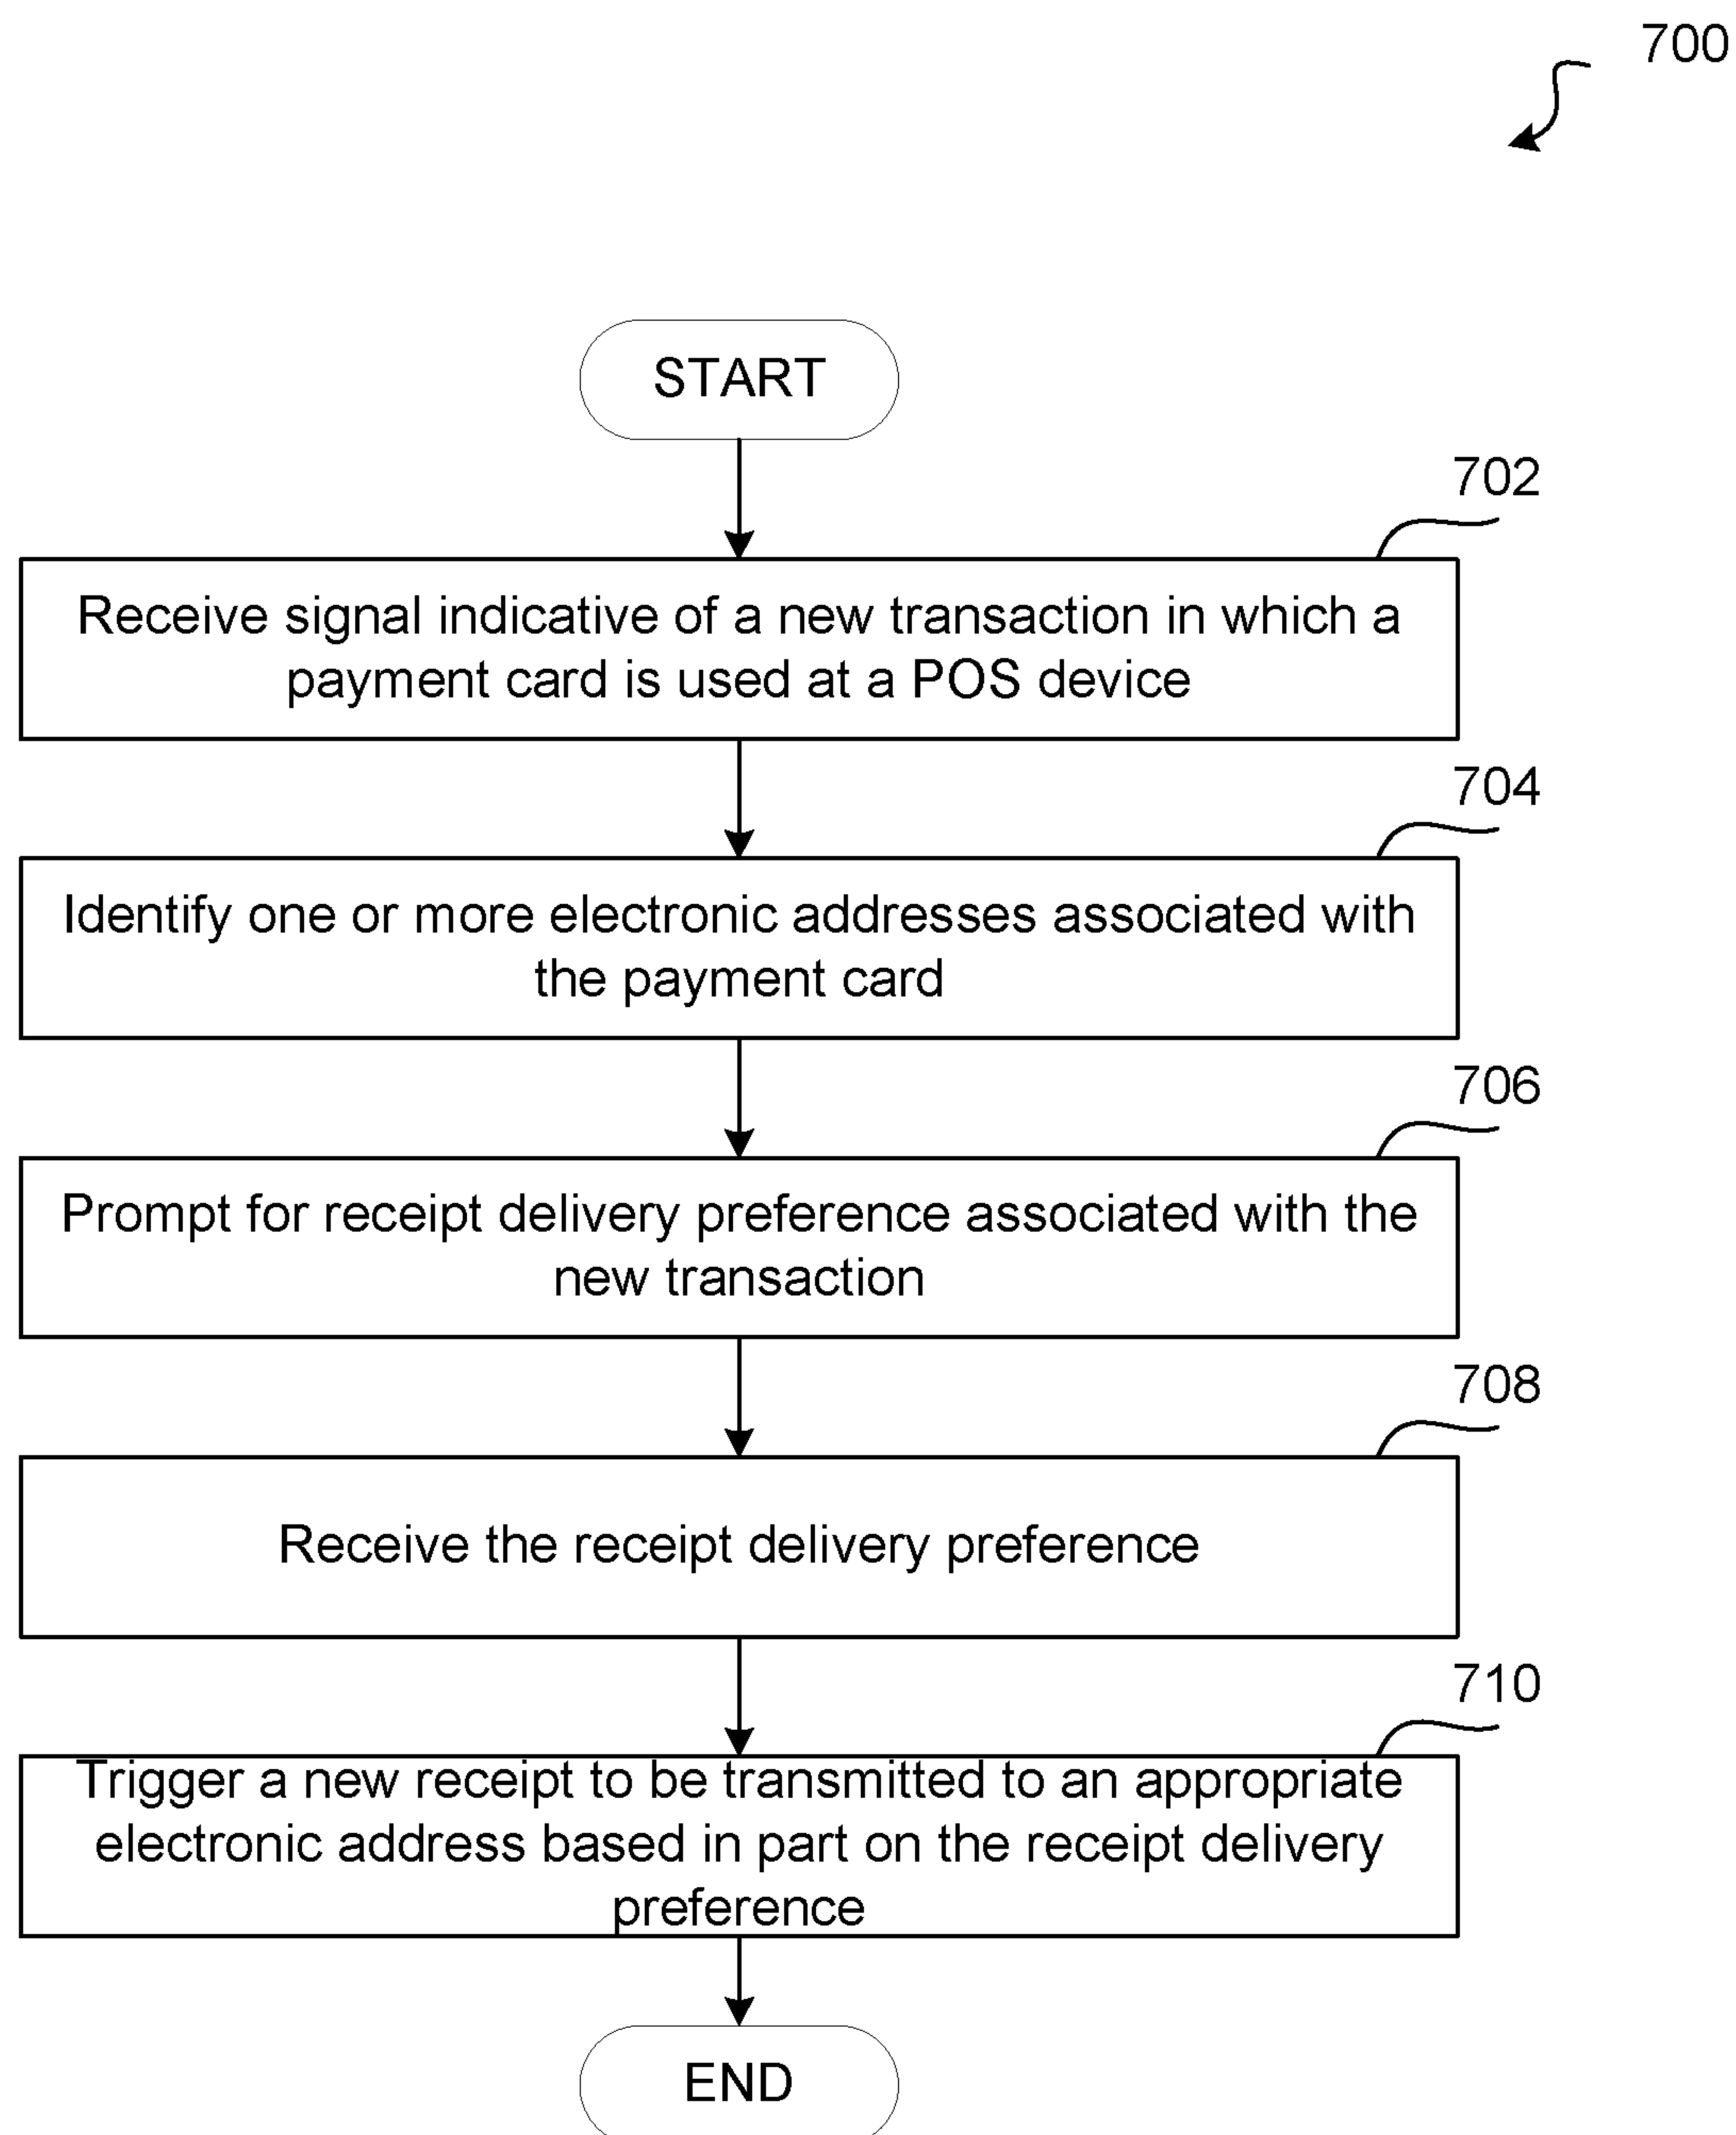 700
START
702
Receive signal indicative of a new transaction in which a
payment card is used at a POS device
704
Identify one or more electronic addresses associated with
the payment card
706
Prompt for receipt delivery preference associated with the
new transaction
708
Receive the receipt delivery preference
710
Trigger a new receipt to be transmitted to an appropriate
electronic address based in part on the receipt delivery
preference
END